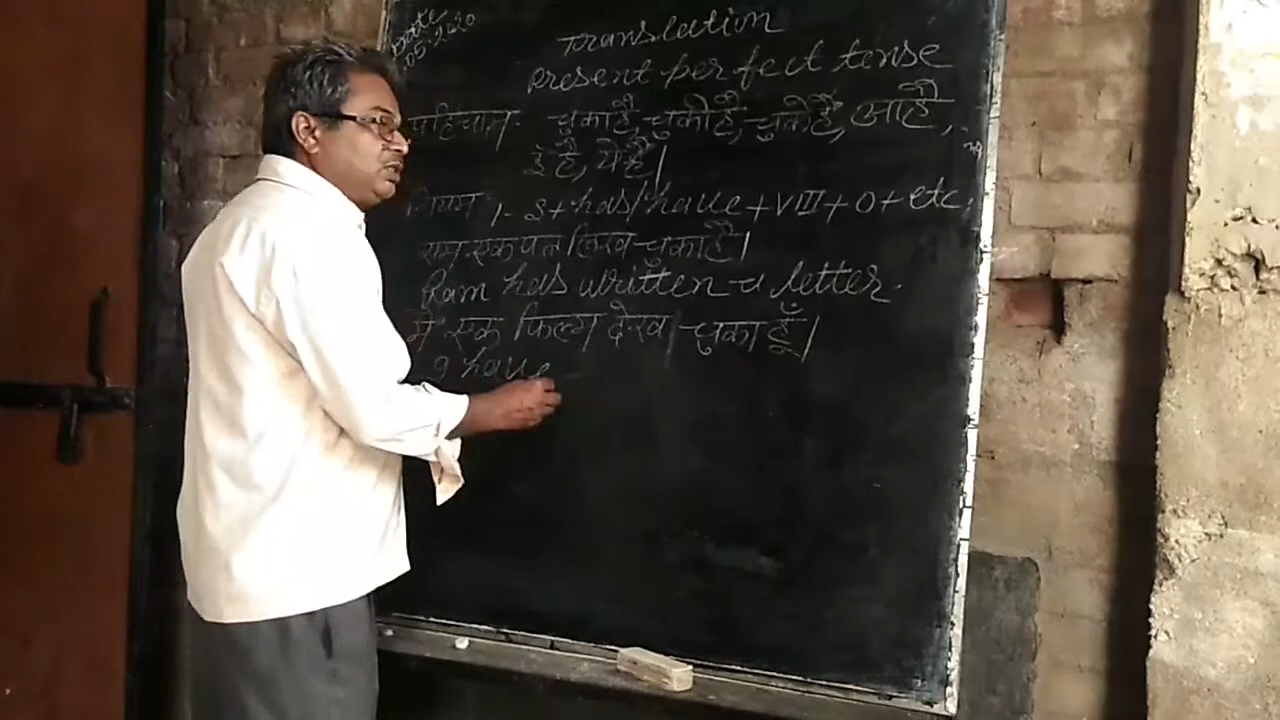 Date
05.2020
Translation
Present perfect tense
पहिचान- चुका है, चुकी है, चुके हैं, आ है,
ई है, ये हैं।
नियम 1- S+has/have+VIII+O+etc.
राम एक पत्र लिख चुका है।
Ram has written a letter.
मैं एक फिल्म देख चुका हूँ।
I have